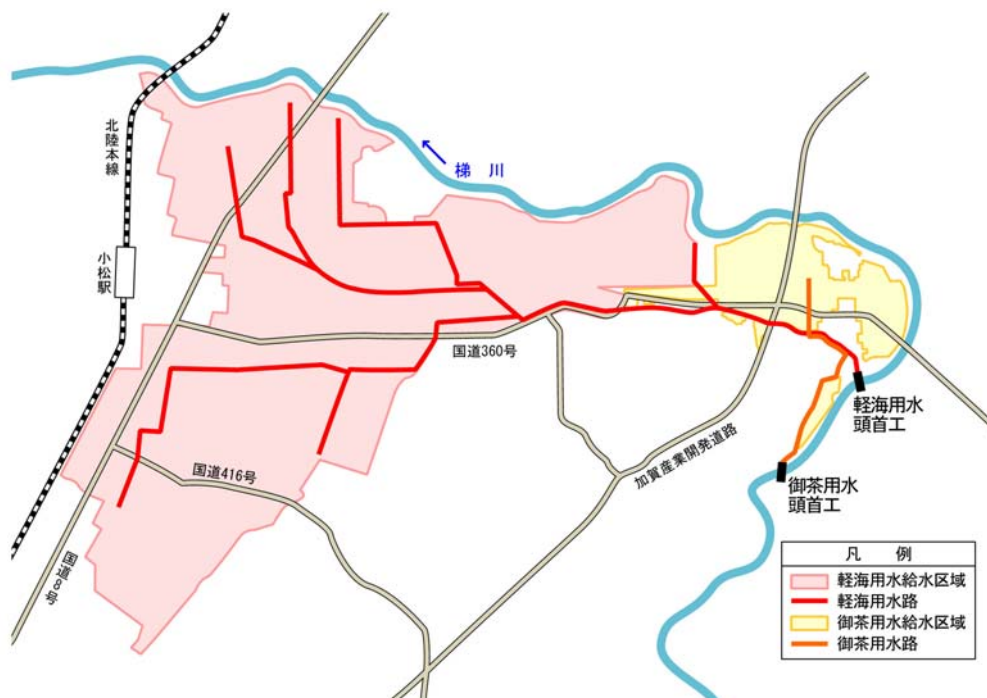 北陸本線
梯 川
小松駅
国道360号
軽海用水
頭首工
加賀産業開発道路
国道416号
御茶用水
頭首工
国道8号
凡 例
軽海用水給水区域
軽海用水路
御茶用水給水区域
御茶用水路